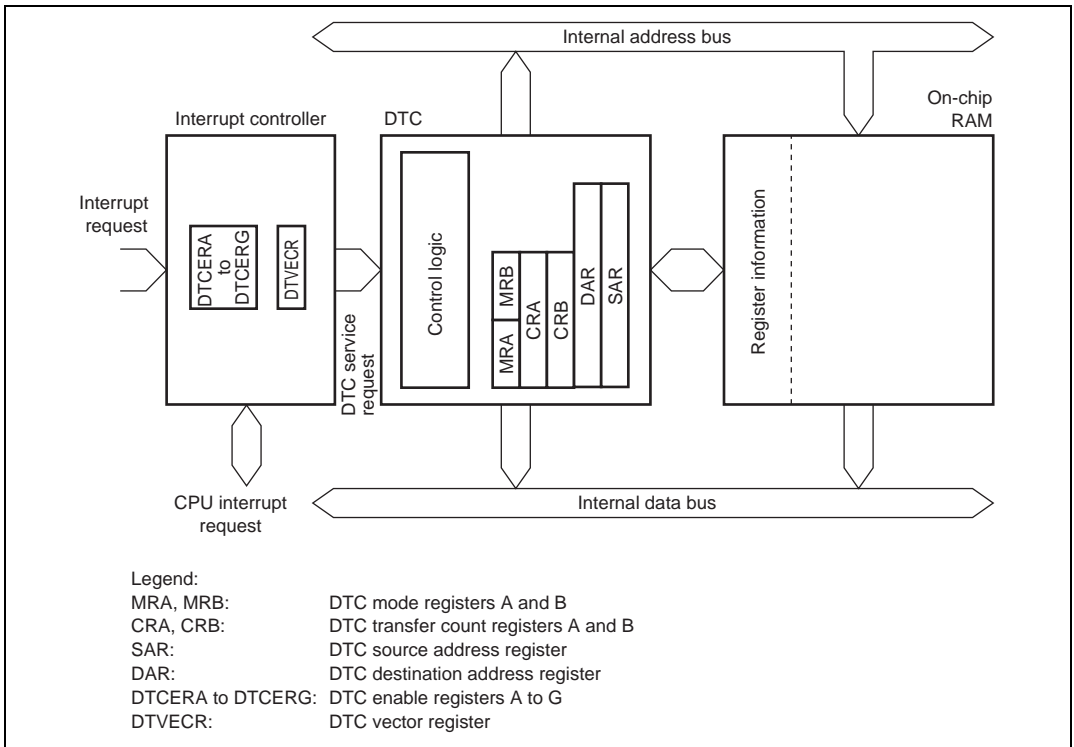 Internal address bus
On-chip
RAM
Interrupt controller
DTC
Interrupt
request
DTCERA
to
DTCERG
DTVECR
DTC service
request
Control logic
MRA
MRB
CRA
CRB
DAR
SAR
Register information
CPU interrupt
request
Internal data bus
Legend:
MRA, MRB: DTC mode registers A and B
CRA, CRB: DTC transfer count registers A and B
SAR: DTC source address register
DAR: DTC destination address register
DTCERA to DTCERG: DTC enable registers A to G
DTVECR: DTC vector register